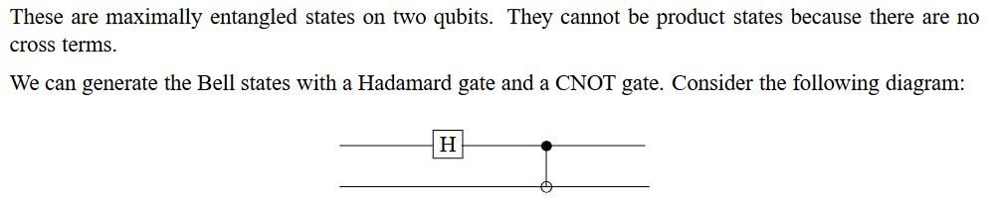 These are maximally entangled states on two qubits. They cannot be product states because there are no
cross terms.
We can generate the Bell states with a Hadamard gate and a CNOT gate. Consider the following diagram:
H